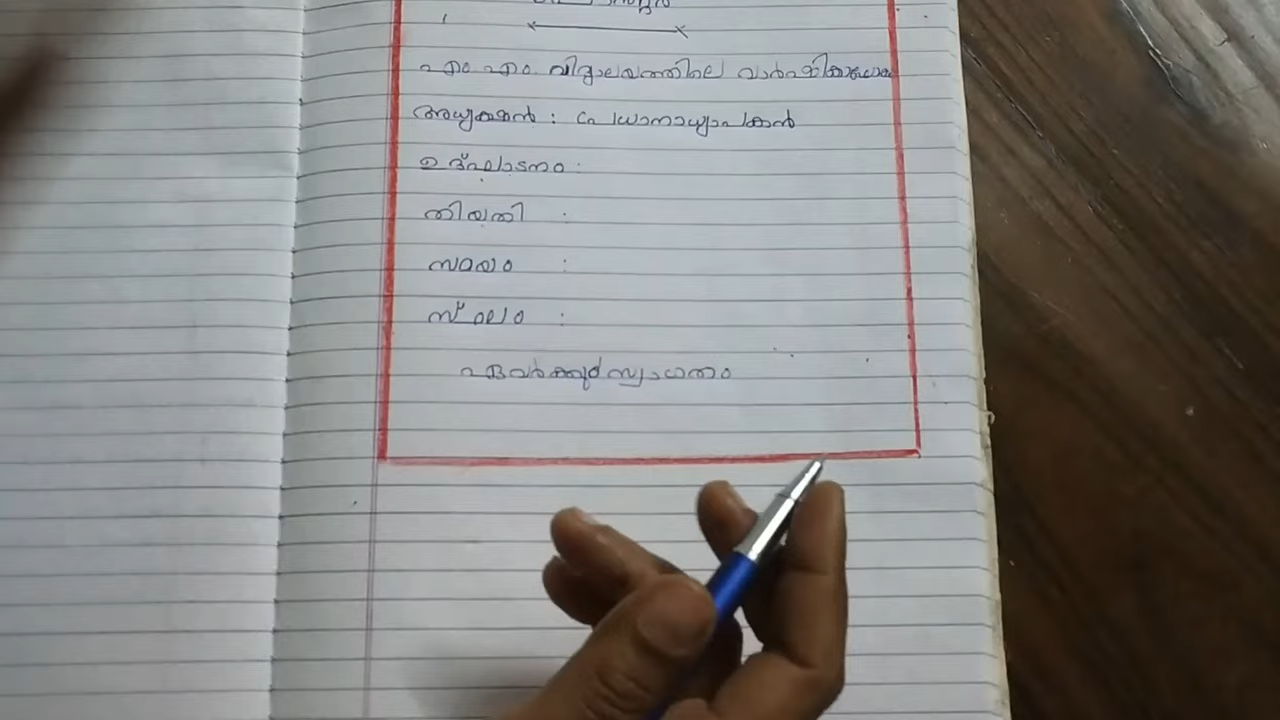 എം എം വിദ്യാലയത്തിലെ വാർഷികാഘോഷം
അധ്യക്ഷൻ : പ്രധാനാധ്യാപകൻ
ഉദ്ഘാടനം :
തിയതി :
സമയം :
സ്ഥലം :
ഏവർക്കും സ്വാഗതം